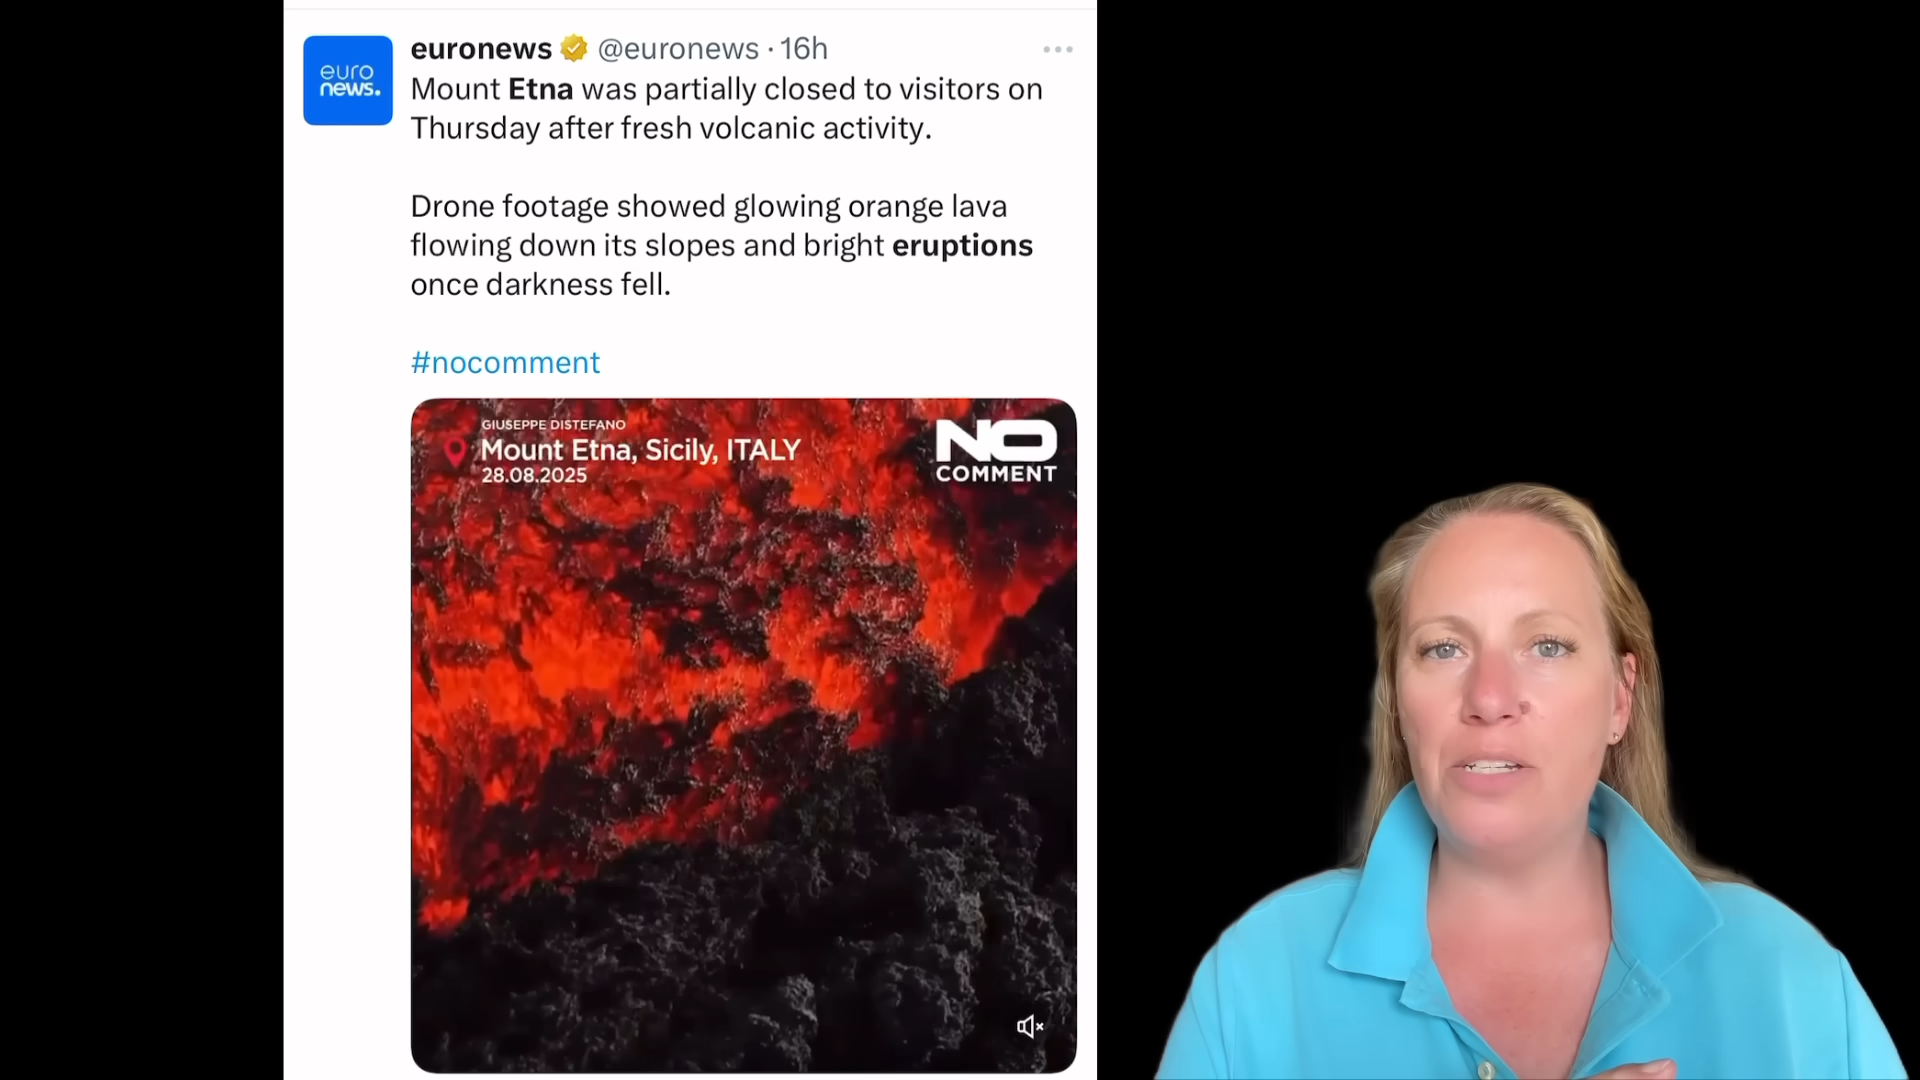 euro
news.
euronews @euronews · 16h
Mount Etna was partially closed to visitors on
Thursday after fresh volcanic activity.
Drone footage showed glowing orange lava
flowing down its slopes and bright eruptions
once darkness fell.
#nocomment
GIUSEPPE DISTEFANO
Mount Etna, Sicily, ITALY
28.08.2025
NO
COMMENT